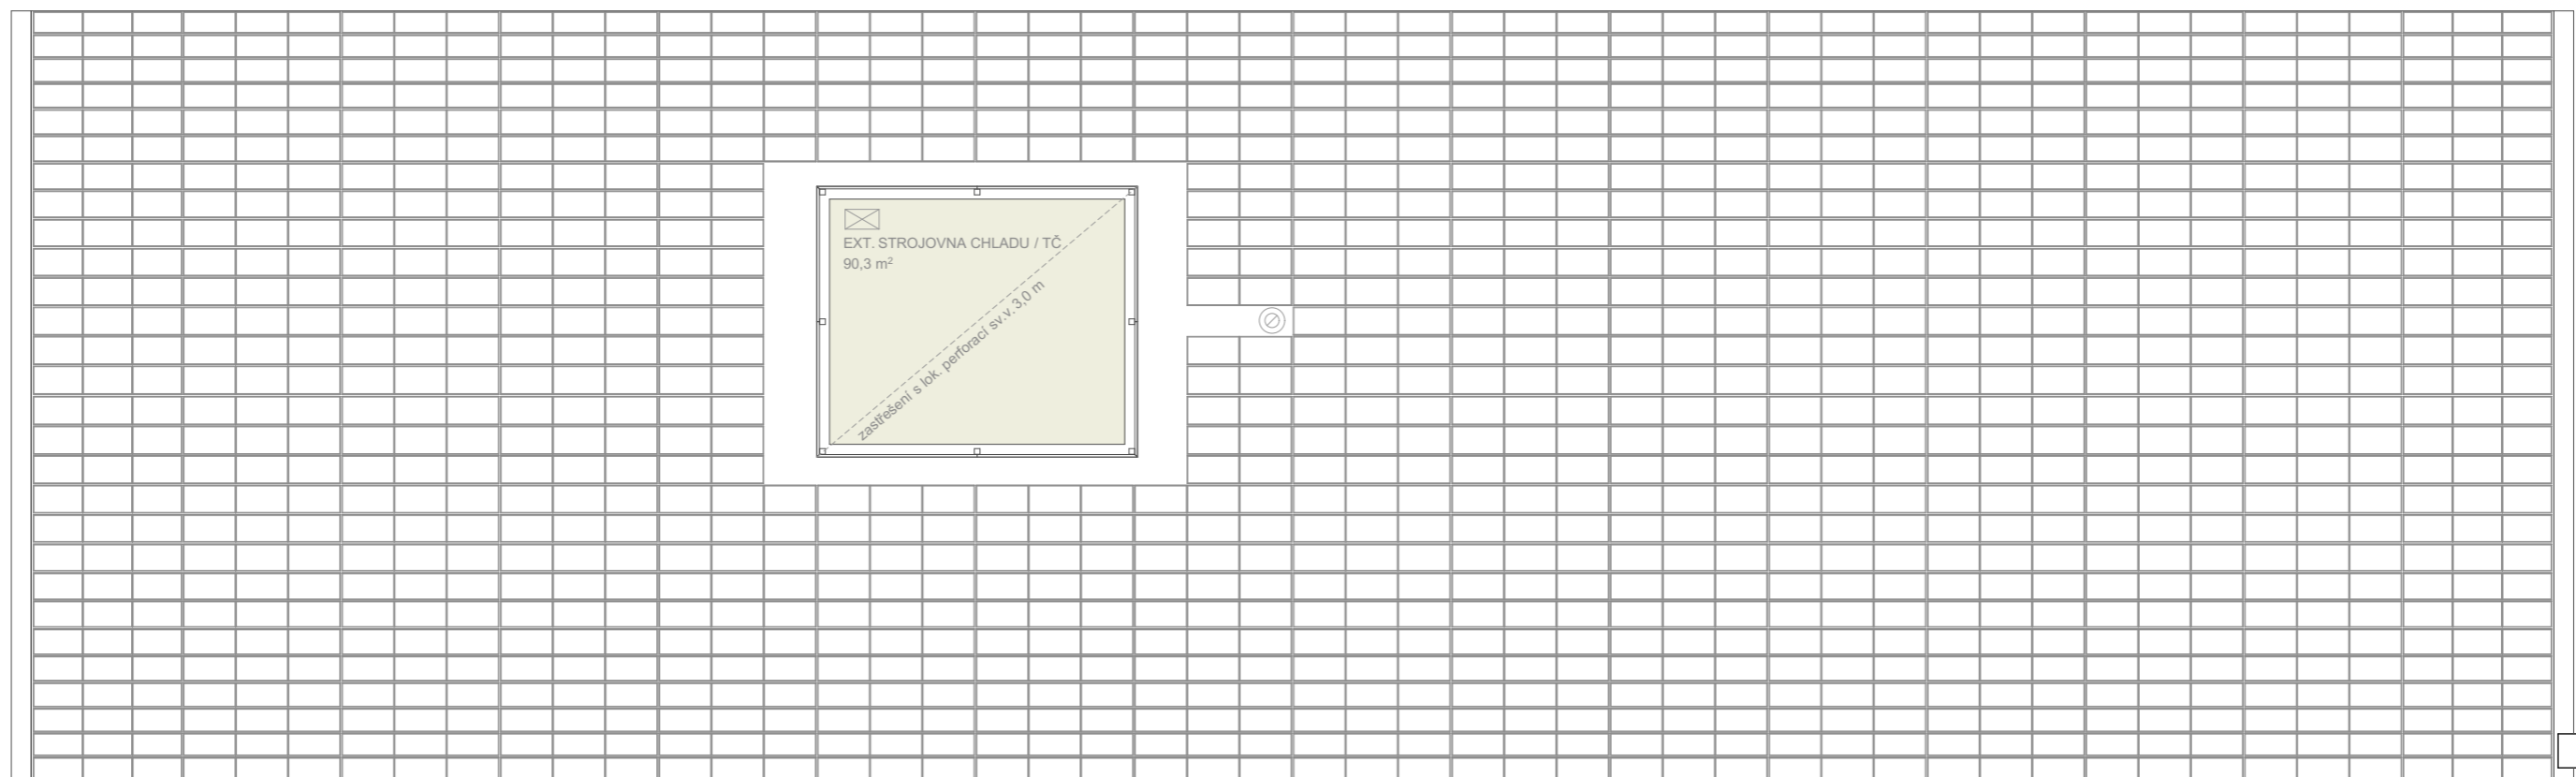 EXT. STROJOVNA CHLADU / TČ
90,3 m²
zastřešení s lok. perforací sv.v. 3,0 m